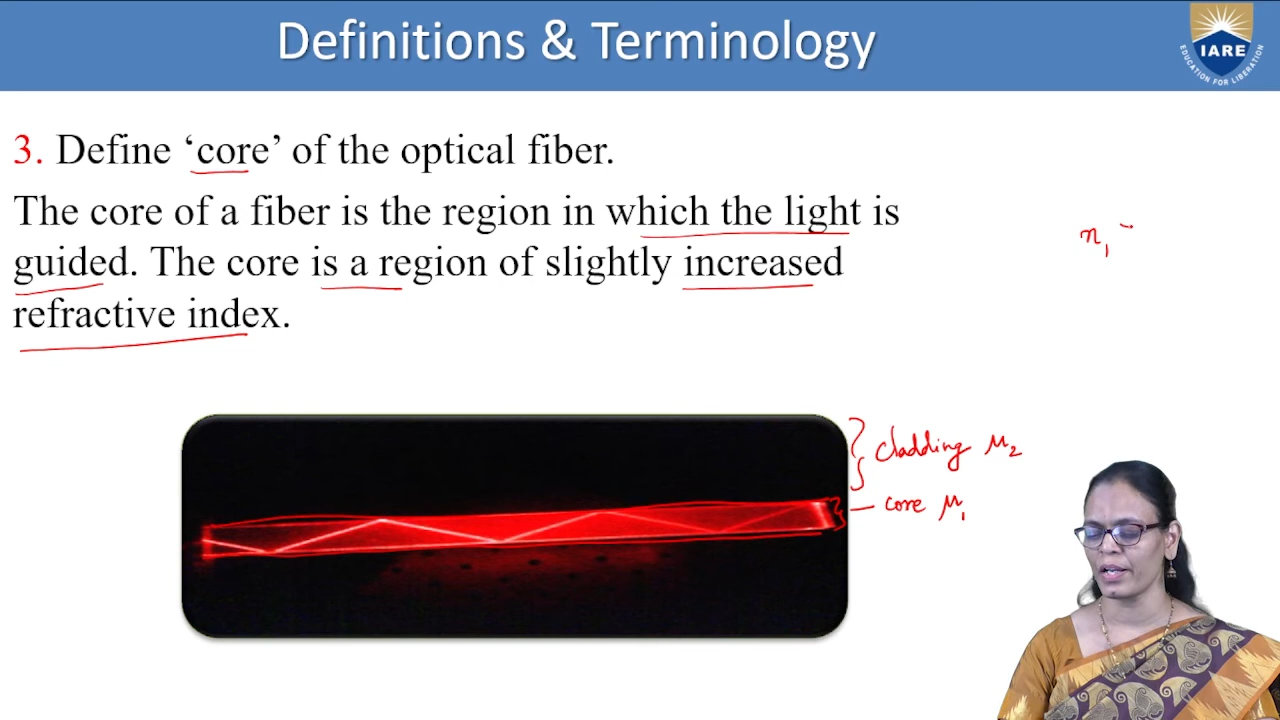 Definitions & Terminology
IARE
EDUCATION FOR LIBERATION
3. Define ‘core’ of the optical fiber.
The core of a fiber is the region in which the light is
guided. The core is a region of slightly increased
refractive index.
n₁ =
cladding μ₂
core μ₁